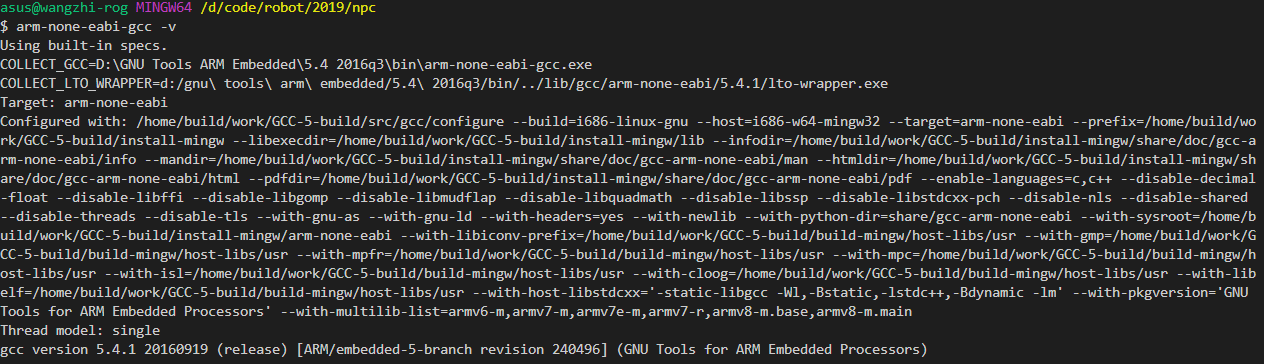 asus@wangzhi-rog MINGW64 /d/code/robot/2019/npc
$ arm-none-eabi-gcc -v
Using built-in specs.
COLLECT_GCC=D:\GNU Tools ARM Embedded\5.4 2016q3\bin\arm-none-eabi-gcc.exe
COLLECT_LTO_WRAPPER=d:/gnu\ tools\ arm\ embedded/5.4\ 2016q3/bin/../lib/gcc/arm-none-eabi/5.4.1/lto-wrapper.exe
Target: arm-none-eabi
Configured with: /home/build/work/GCC-5-build/src/gcc/configure --build=i686-linux-gnu --host=i686-w64-mingw32 --target=arm-none-eabi --prefix=/home/build/wo
rk/GCC-5-build/install-mingw --libexecdir=/home/build/work/GCC-5-build/install-mingw/lib --infodir=/home/build/work/GCC-5-build/install-mingw/share/doc/gcc-a
rm-none-eabi/info --mandir=/home/build/work/GCC-5-build/install-mingw/share/doc/gcc-arm-none-eabi/man --htmldir=/home/build/work/GCC-5-build/install-mingw/sh
are/doc/gcc-arm-none-eabi/html --pdfdir=/home/build/work/GCC-5-build/install-mingw/share/doc/gcc-arm-none-eabi/pdf --enable-languages=c,c++ --disable-decimal
-float --disable-libffi --disable-libgomp --disable-libmudflap --disable-libquadmath --disable-libssp --disable-libstdcxx-pch --disable-nls --disable-shared
--disable-threads --disable-tls --with-gnu-as --with-gnu-ld --with-headers=yes --with-newlib --with-python-dir=share/gcc-arm-none-eabi --with-sysroot=/home/b
uild/work/GCC-5-build/install-mingw/arm-none-eabi --with-libiconv-prefix=/home/build/work/GCC-5-build/build-mingw/host-libs/usr --with-gmp=/home/build/work/G
CC-5-build/build-mingw/host-libs/usr --with-mpfr=/home/build/work/GCC-5-build/build-mingw/host-libs/usr --with-mpc=/home/build/work/GCC-5-build/build-mingw/h
ost-libs/usr --with-isl=/home/build/work/GCC-5-build/build-mingw/host-libs/usr --with-cloog=/home/build/work/GCC-5-build/build-mingw/host-libs/usr --with-lib
elf=/home/build/work/GCC-5-build/build-mingw/host-libs/usr --with-host-libstdcxx='-static-libgcc -Wl,-Bstatic,-lstdc++,-Bdynamic -lm' --with-pkgversion='GNU
Tools for ARM Embedded Processors' --with-multilib-list=armv6-m,armv7-m,armv7e-m,armv7-r,armv8-m.base,armv8-m.main
Thread model: single
gcc version 5.4.1 20160919 (release) [ARM/embedded-5-branch revision 240496] (GNU Tools for ARM Embedded Processors)